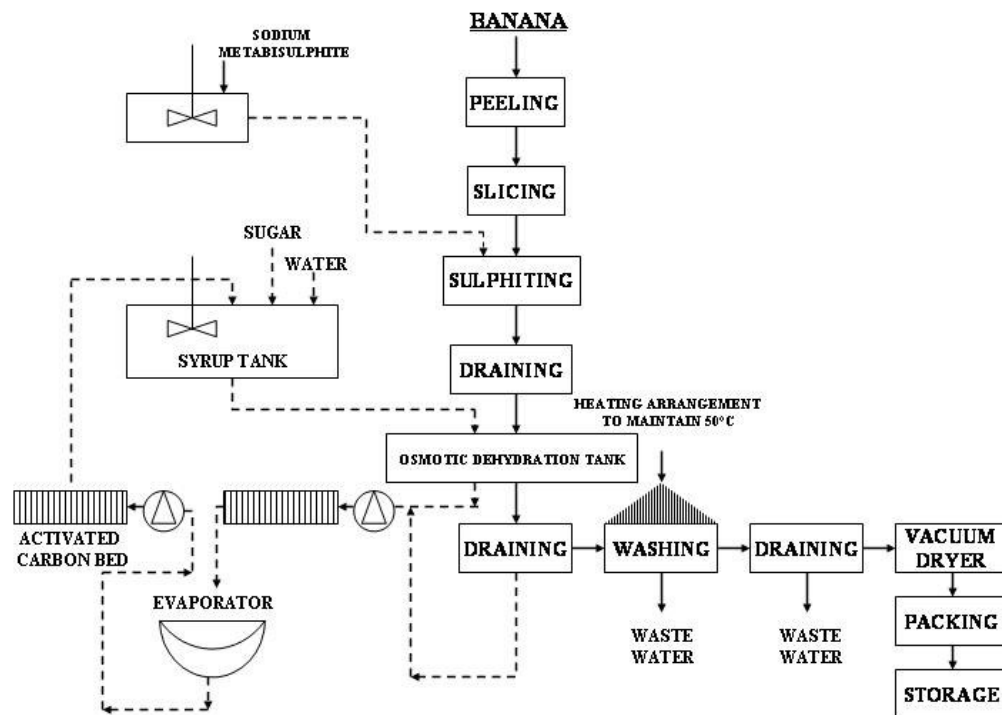 BANANA
SODIUM
METABISULPHITE
PEELING
SLICING
SUGAR
WATER
SULPHITING
SYRUP TANK
DRAINING
HEATING ARRANGEMENT
TO MAINTAIN 50°C
OSMOTIC DEHYDRATION TANK
ACTIVATED
CARBON BED
DRAINING
WASHING
DRAINING
VACUUM
DRYER
EVAPORATOR
PACKING
WASTE
WATER
WASTE
WATER
STORAGE